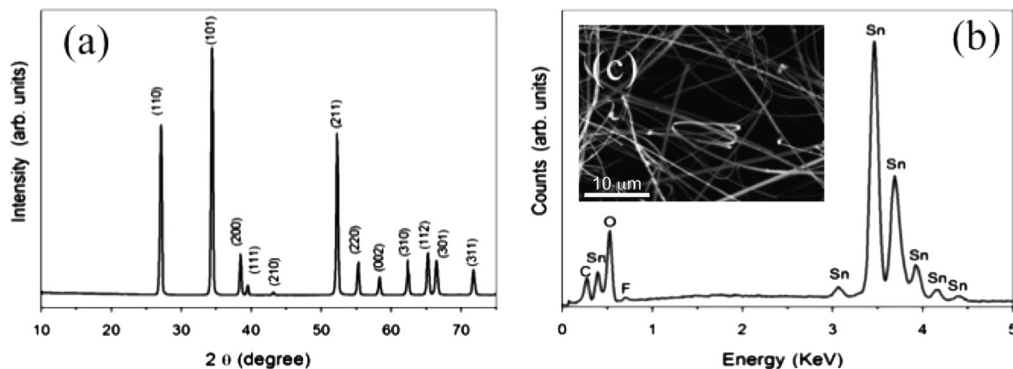 (a)
(110)
(101)
(200)
(111)
(210)
(211)
(220)
(002)
(310)
(112)
(301)
(311)
Intensity (arb. units)
10 20 30 40 50 60 70
2 θ (degree)
(b)
(c)
10 μm
C
Sn
O
F
Sn
Sn
Sn
Sn
Sn
Sn
Counts (arb. units)
0 1 2 3 4 5
Energy (KeV)